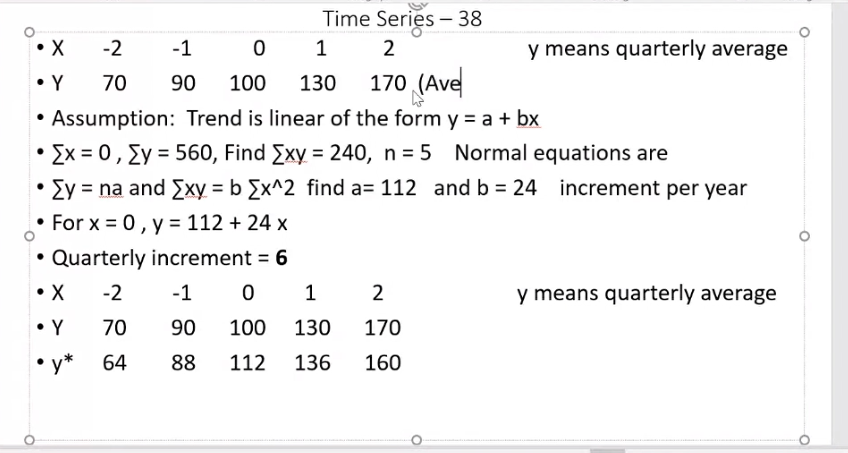 Time Series – 38
• X -2 -1 0 1 2 y means quarterly average
• Y 70 90 100 130 170 (Ave
• Assumption: Trend is linear of the form y = a + bx
• ∑x = 0 , ∑y = 560, Find ∑xy = 240, n = 5 Normal equations are
• ∑y = na and ∑xy = b ∑x^2 find a= 112 and b = 24 increment per year
• For x = 0 , y = 112 + 24 x
• Quarterly increment = 6
• X -2 -1 0 1 2 y means quarterly average
• Y 70 90 100 130 170
• y* 64 88 112 136 160